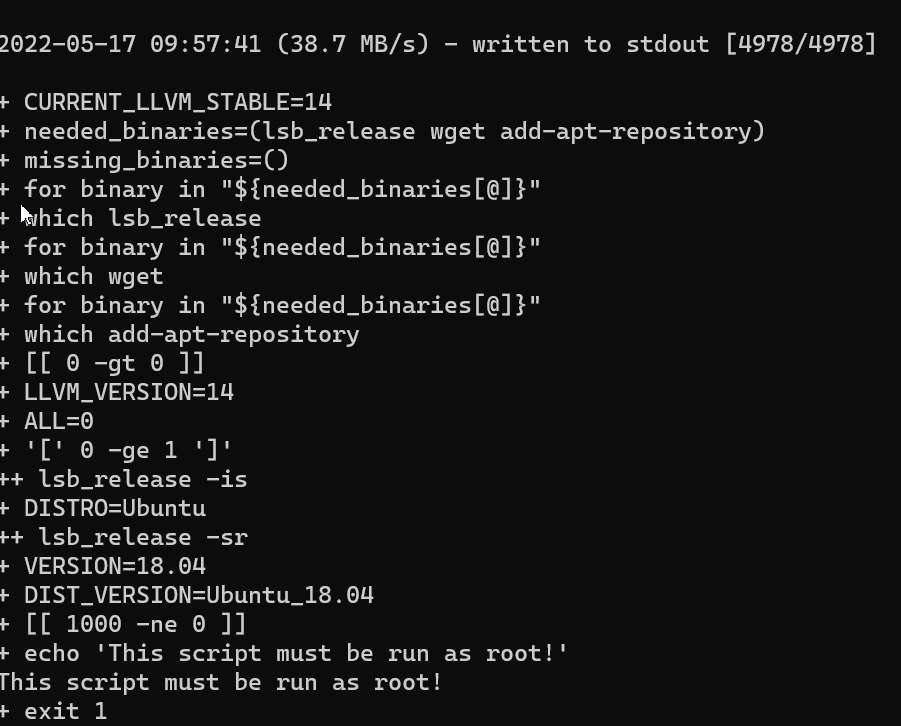 2022-05-17 09:57:41 (38.7 MB/s) - written to stdout [4978/4978]
+ CURRENT_LLVM_STABLE=14
+ needed_binaries=(lsb_release wget add-apt-repository)
+ missing_binaries=()
+ for binary in "${needed_binaries[@]}"
+ which lsb_release
+ for binary in "${needed_binaries[@]}"
+ which wget
+ for binary in "${needed_binaries[@]}"
+ which add-apt-repository
+ [[ 0 -gt 0 ]]
+ LLVM_VERSION=14
+ ALL=0
+ '[' 0 -ge 1 ']'
++ lsb_release -is
+ DISTRO=Ubuntu
++ lsb_release -sr
+ VERSION=18.04
+ DIST_VERSION=Ubuntu_18.04
+ [[ 1000 -ne 0 ]]
+ echo 'This script must be run as root!'
This script must be run as root!
+ exit 1